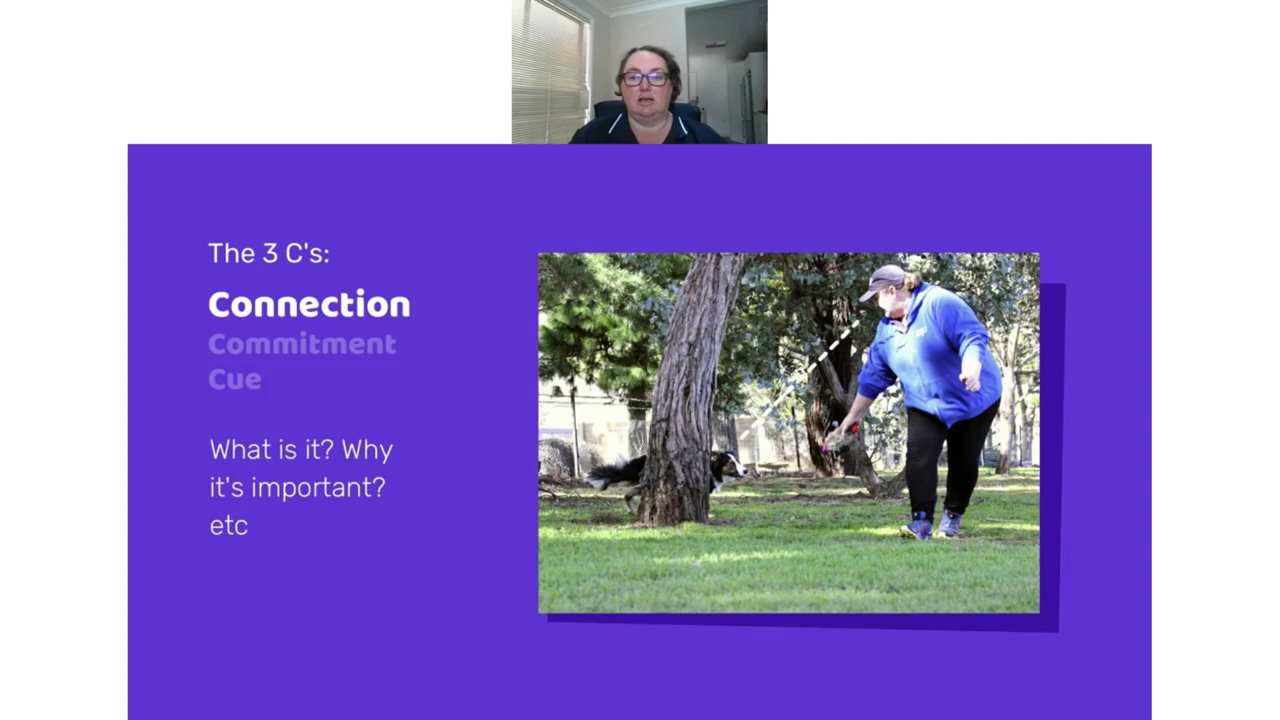 The 3 C's:
Connection
Commitment
Cue
What is it? Why
it's important?
etc